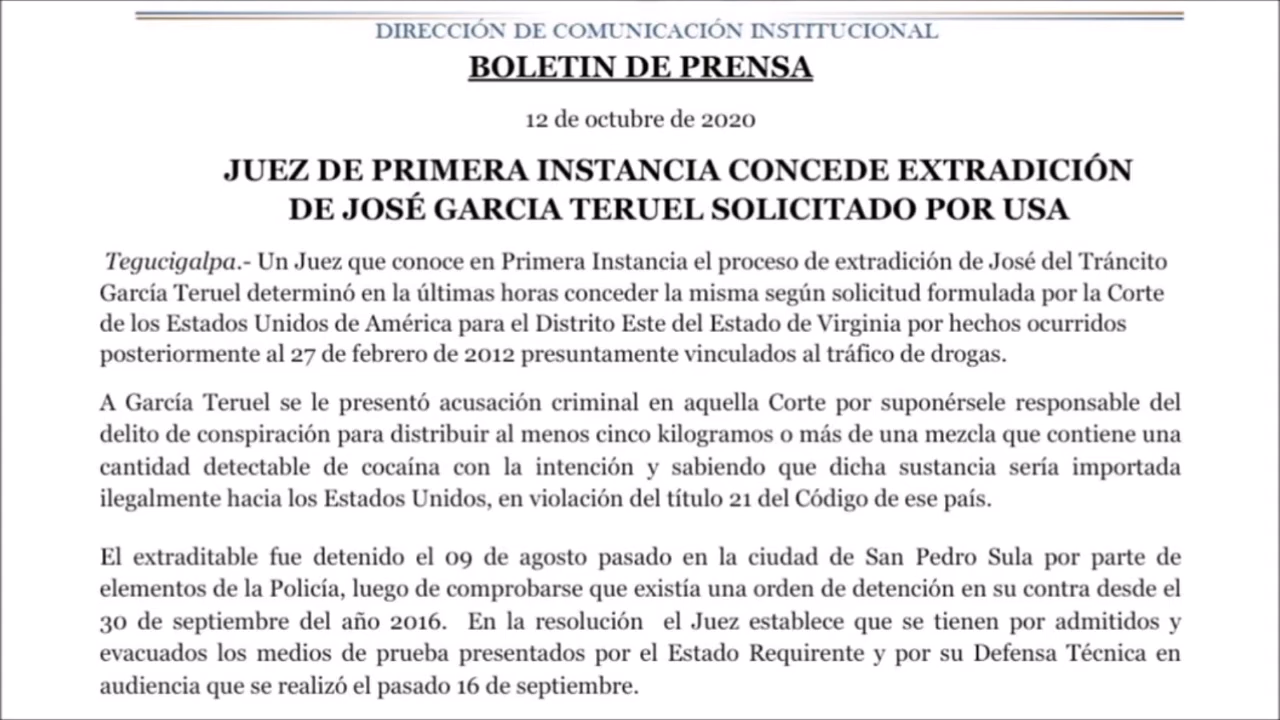 DIRECCIÓN DE COMUNICACIÓN INSTITUCIONAL
BOLETIN DE PRENSA
12 de octubre de 2020
JUEZ DE PRIMERA INSTANCIA CONCEDE EXTRADICIÓN
DE JOSÉ GARCIA TERUEL SOLICITADO POR USA
Tegucigalpa.- Un Juez que conoce en Primera Instancia el proceso de extradición de José del Tráncito
García Teruel determinó en la últimas horas conceder la misma según solicitud formulada por la Corte
de los Estados Unidos de América para el Distrito Este del Estado de Virginia por hechos ocurridos
posteriormente al 27 de febrero de 2012 presuntamente vinculados al tráfico de drogas.
A García Teruel se le presentó acusación criminal en aquella Corte por suponérsele responsable del
delito de conspiración para distribuir al menos cinco kilogramos o más de una mezcla que contiene una
cantidad detectable de cocaína con la intención y sabiendo que dicha sustancia sería importada
ilegalmente hacia los Estados Unidos, en violación del título 21 del Código de ese país.
El extraditable fue detenido el 09 de agosto pasado en la ciudad de San Pedro Sula por parte de
elementos de la Policía, luego de comprobarse que existía una orden de detención en su contra desde el
30 de septiembre del año 2016. En la resolución el Juez establece que se tienen por admitidos y
evacuados los medios de prueba presentados por el Estado Requirente y por su Defensa Técnica en
audiencia que se realizó el pasado 16 de septiembre.